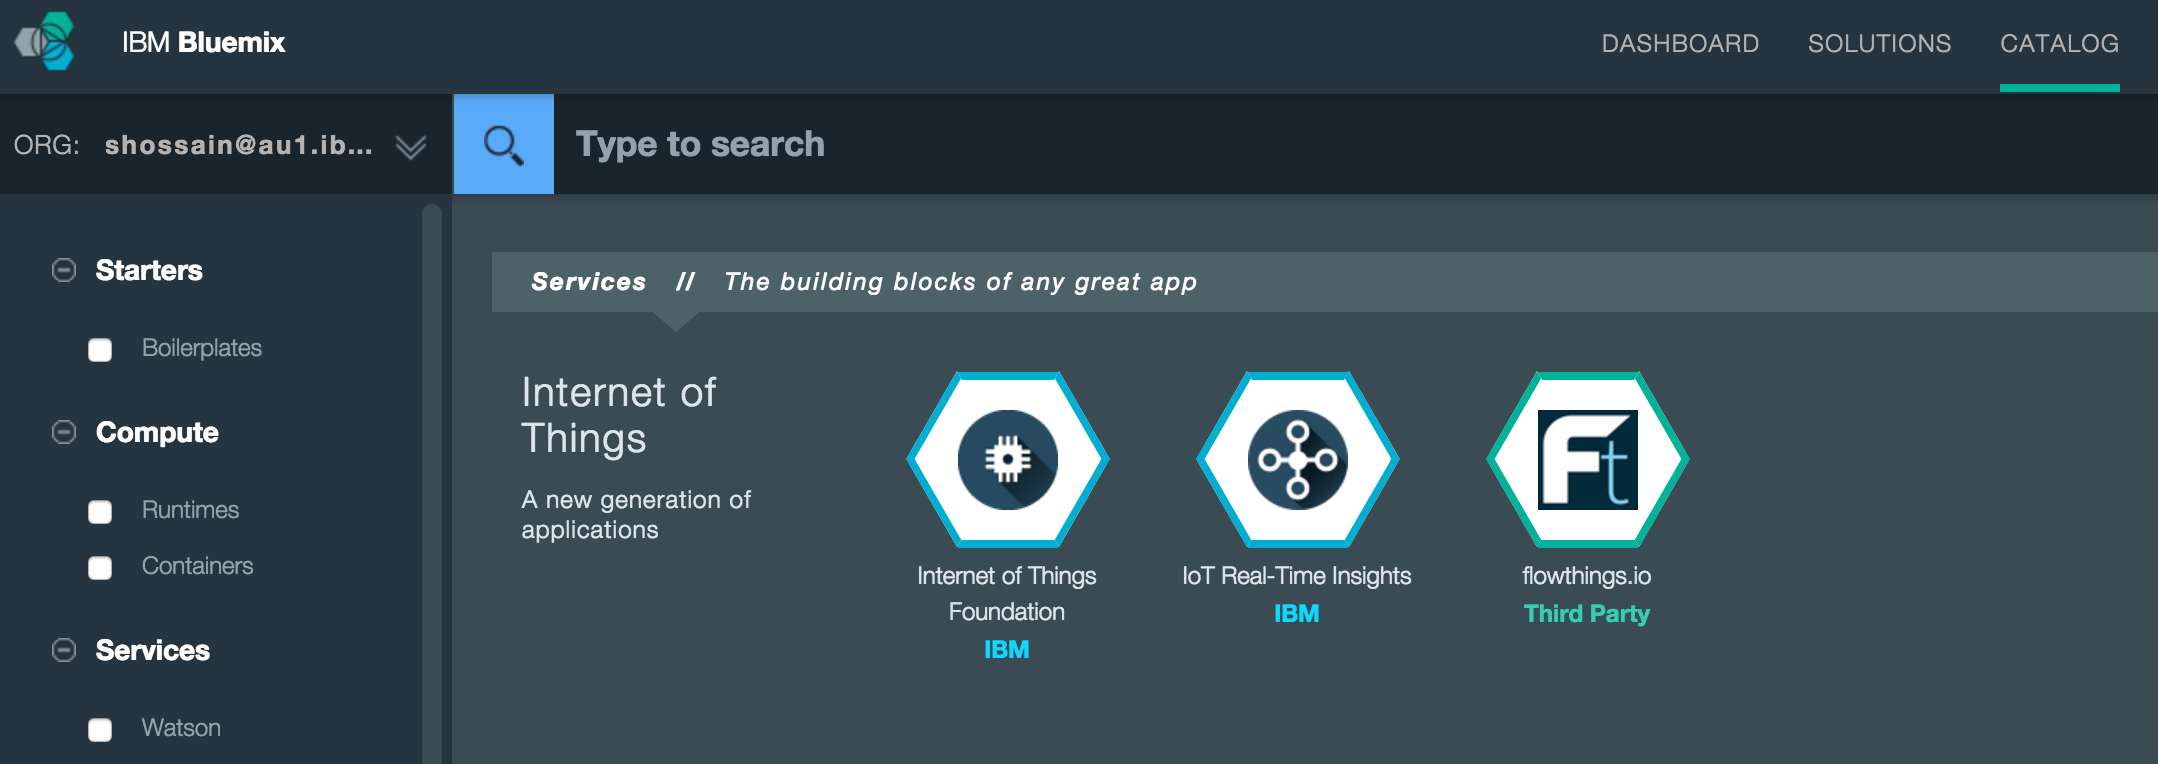 IBM Bluemix
DASHBOARD
SOLUTIONS
CATALOG
ORG: shossain@au1.ib...
Type to search
Starters
Boilerplates
Compute
Runtimes
Containers
Services
Watson
Services // The building blocks of any great app
Internet of
Things
A new generation of
applications
Internet of Things
Foundation
IBM
IoT Real-Time Insights
IBM
Ft
flowthings.io
Third Party